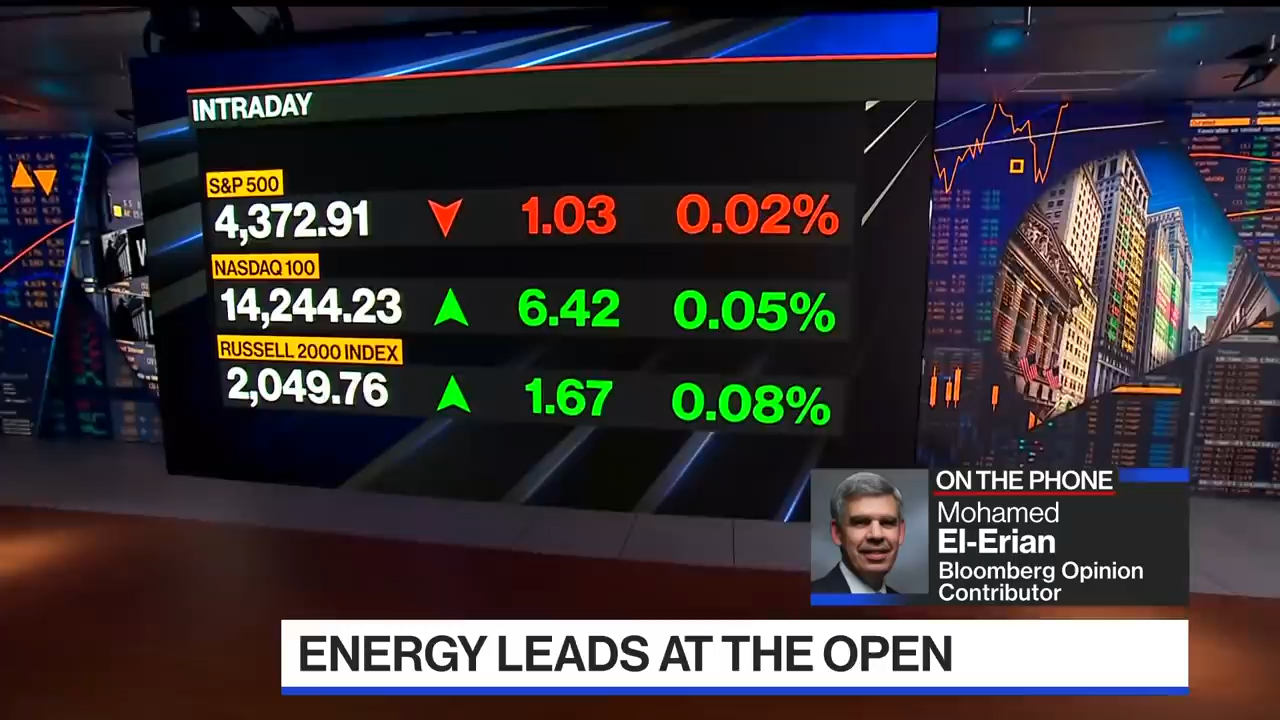 INTRADAY
S&P 500
4,372.91 ▼ 1.03 0.02%
NASDAQ 100
14,244.23 ▲ 6.42 0.05%
RUSSELL 2000 INDEX
2,049.76 ▲ 1.67 0.08%
ON THE PHONE
Mohamed
El-Erian
Bloomberg Opinion
Contributor
ENERGY LEADS AT THE OPEN